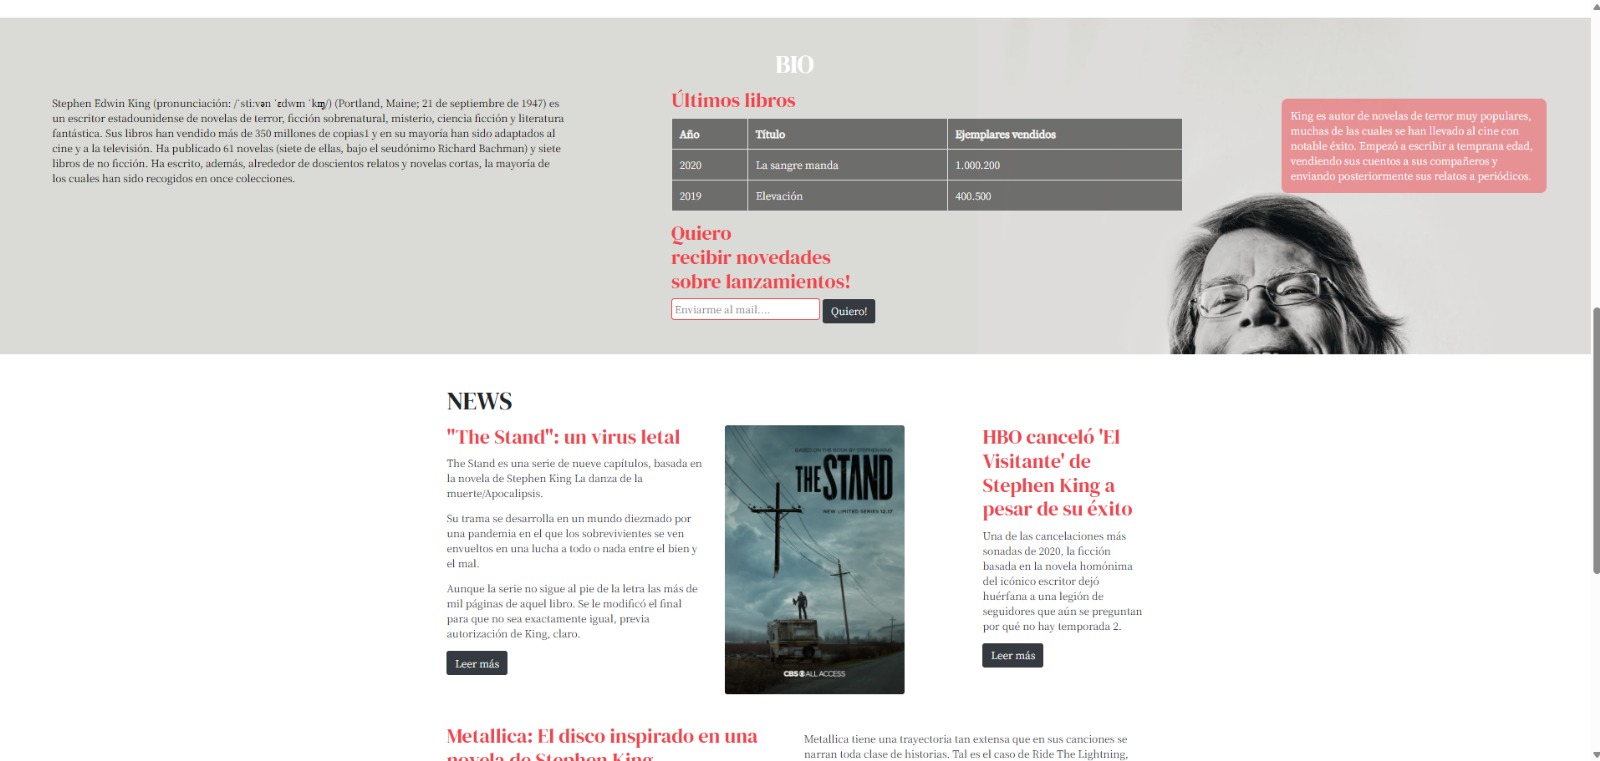 BIO
Stephen Edwin King (pronunciación: /ˈstiːvən ˈɛdwɪn ˈkɪŋ/) (Portland, Maine; 21 de septiembre de 1947) es
un escritor estadounidense de novelas de terror, ficción sobrenatural, misterio, ciencia ficción y literatura
fantástica. Sus libros han vendido más de 350 millones de copias1 y en su mayoría han sido adaptados al
cine y a la televisión. Ha publicado 61 novelas (siete de ellas, bajo el seudónimo Richard Bachman) y siete
libros de no ficción. Ha escrito, además, alrededor de doscientos relatos y novelas cortas, la mayoría de
los cuales han sido recogidos en once colecciones.
Últimos libros
Año Título Ejemplares vendidos
2020 La sangre manda 1.000.200
2019 Elevación 400.500
Quiero
recibir novedades
sobre lanzamientos!
Enviarme al mail.... Quiero!
King es autor de novelas de terror muy populares,
muchas de las cuales se han llevado al cine con
notable éxito. Empezó a escribir a temprana edad,
vendiendo sus cuentos a sus compañeros y
enviando posteriormente sus relatos a periódicos.
NEWS
"The Stand": un virus letal
The Stand es una serie de nueve capítulos, basada en
la novela de Stephen King La danza de la
muerte/Apocalipsis.
Su trama se desarrolla en un mundo diezmado por
una pandemia en el que los sobrevivientes se ven
envueltos en una lucha a todo o nada entre el bien y
el mal.
Aunque la serie no sigue al pie de la letra las más de
mil páginas de aquel libro. Se le modificó el final
para que no sea exactamente igual, previa
autorización de King, claro.
Leer más
BASED ON THE BOOK BY STEPHEN KING
THE STAND
NEW LIMITED SERIES 12.17
CBS ALL ACCESS
HBO canceló 'El
Visitante' de
Stephen King a
pesar de su éxito
Una de las cancelaciones más
sonadas de 2020, la ficción
basada en la novela homónima
del icónico escritor dejó
huérfana a una legión de
seguidores que aún se preguntan
por qué no hay temporada 2.
Leer más
Metallica: El disco inspirado en una
novela de Stephen King
Metallica tiene una trayectoria tan extensa que en sus canciones se
narran toda clase de historias. Tal es el caso de Ride The Lightning,